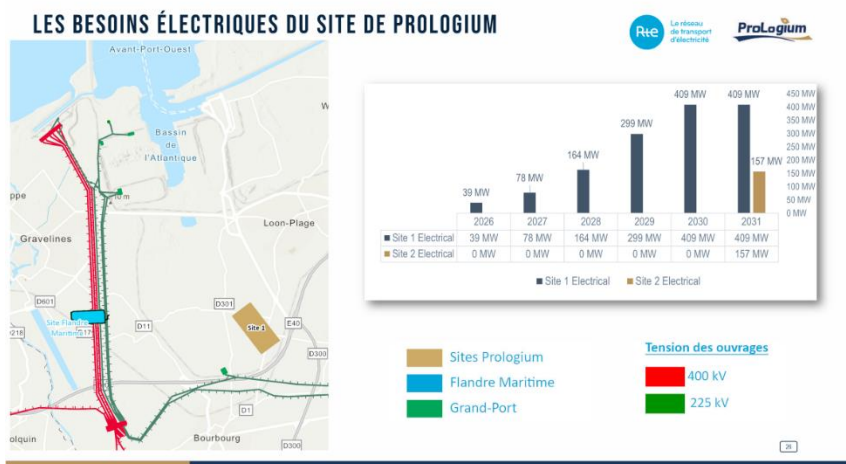 LES BESOINS ÉLECTRIQUES DU SITE DE PROLOGIUM
Rte
Le réseau
de transport
d'électricité
ProLogium
Avant-Port-Ouest
Bassin
de
l'Atlantique
Loon-Plage
Gravelines
D601
D301
Site Flandre
Maritime
D11
Site 1
E40
D300
D1
Bourbourg
D300
39 MW
78 MW
164 MW
299 MW
409 MW
409 MW
157 MW
450 MW
400 MW
350 MW
300 MW
250 MW
200 MW
150 MW
100 MW
50 MW
0 MW
2026 2027 2028 2029 2030 2031
Site 1 Electrical 39 MW 78 MW 164 MW 299 MW 409 MW 409 MW
Site 2 Electrical 0 MW 0 MW 0 MW 0 MW 0 MW 157 MW
Site 1 Electrical Site 2 Electrical
Sites Prologium
Flandre Maritime
Grand-Port
Tension des ouvrages
400 kV
225 kV
26